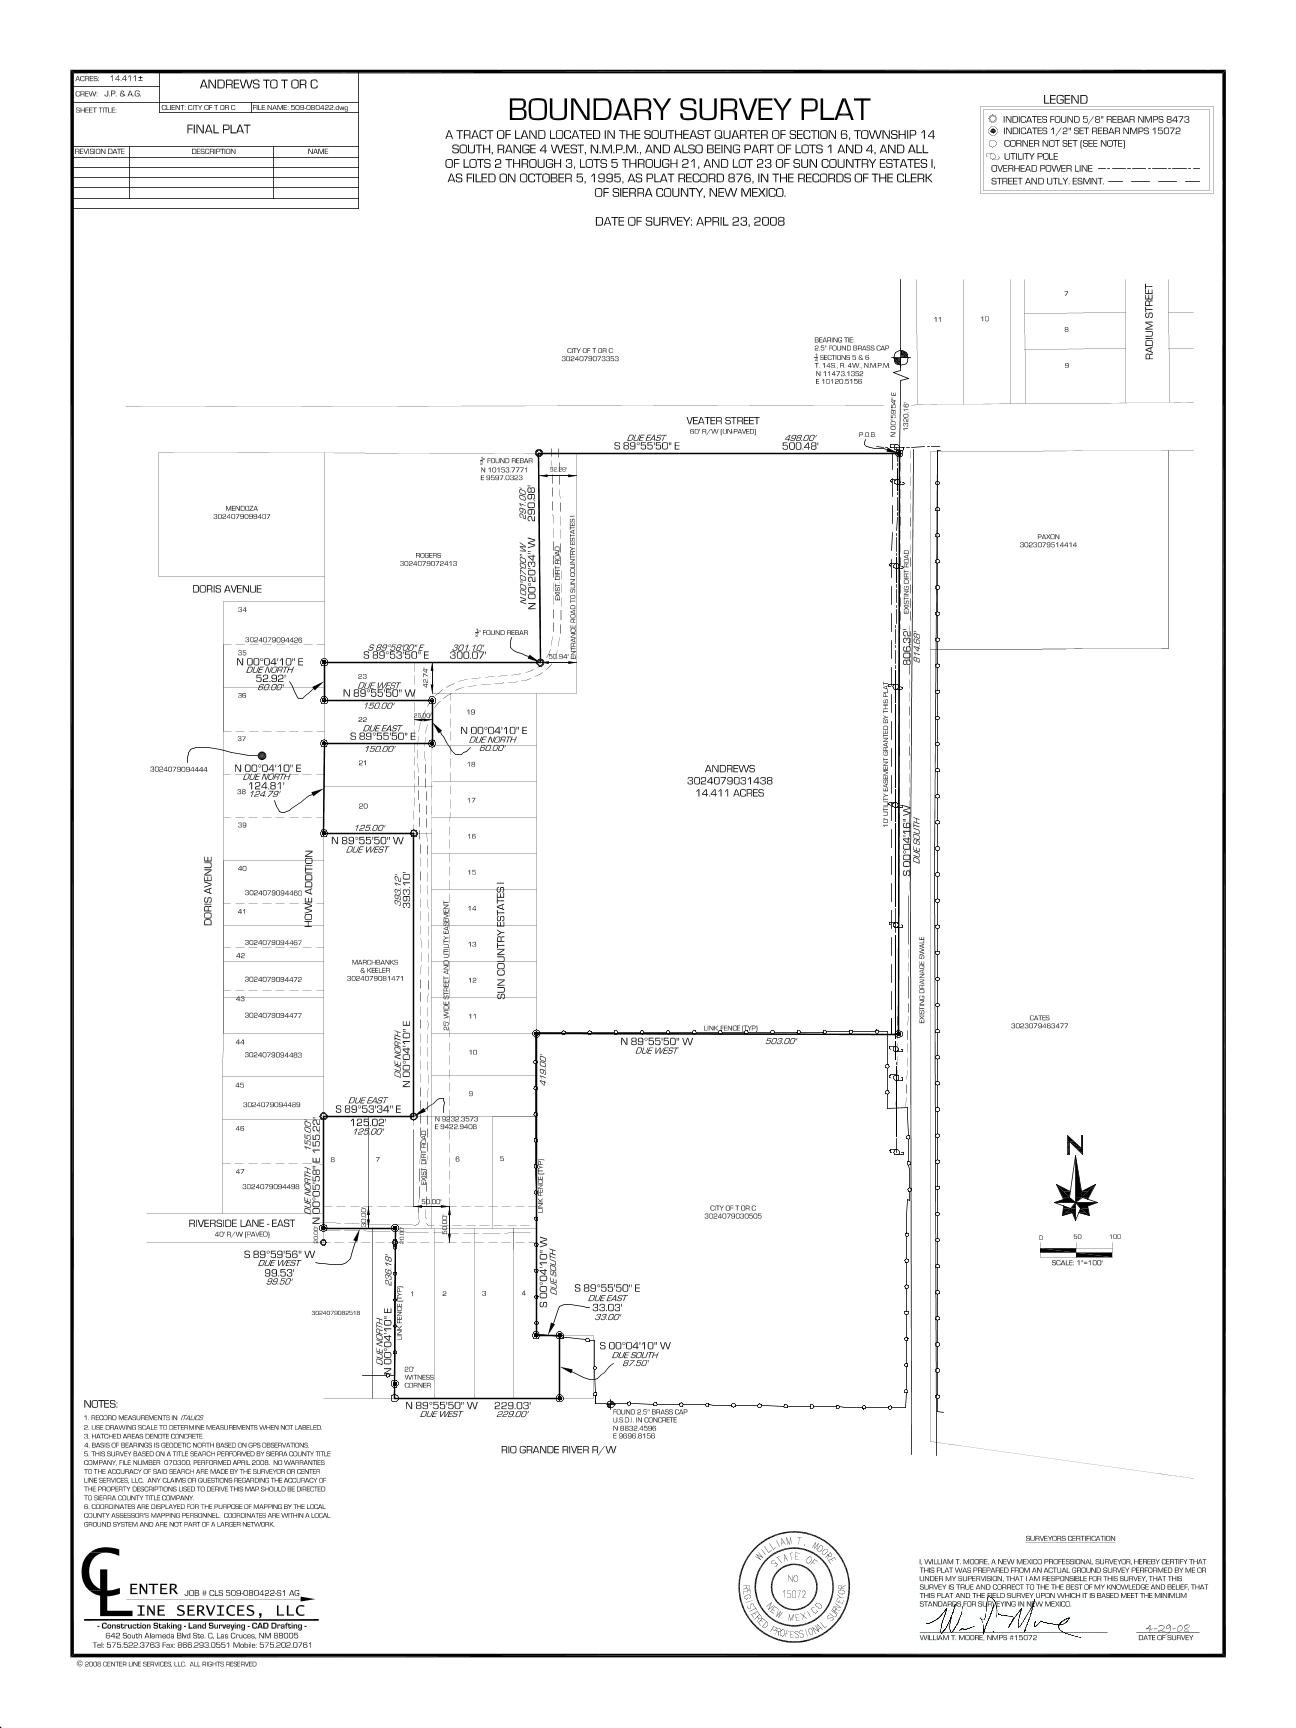 ACRES: 14.411±
CREW: J.P. & A.G.
SHEET TITLE:
ANDREWS TO T OR C
CLIENT: CITY OF T OR C
FILE NAME: 509-080422.dwg
FINAL PLAT
REVISION DATE
DESCRIPTION
NAME
BOUNDARY SURVEY PLAT
A TRACT OF LAND LOCATED IN THE SOUTHEAST QUARTER OF SECTION 6, TOWNSHIP 14
SOUTH, RANGE 4 WEST, N.M.P.M., AND ALSO BEING PART OF LOTS 1 AND 4, AND ALL
OF LOTS 2 THROUGH 3, LOTS 5 THROUGH 21, AND LOT 23 OF SUN COUNTRY ESTATES I,
AS FILED ON OCTOBER 5, 1995, AS PLAT RECORD 876, IN THE RECORDS OF THE CLERK
OF SIERRA COUNTY, NEW MEXICO.
DATE OF SURVEY: APRIL 23, 2008
LEGEND
INDICATES FOUND 5/8" REBAR NMPS 8473
INDICATES 1/2" SET REBAR NMPS 15072
CORNER NOT SET (SEE NOTE)
UTILITY POLE
OVERHEAD POWER LINE
STREET AND UTLY. ESMNT.
CITY OF T OR C
3024079073353
BEARING TIE
2.5" FOUND BRASS CAP
SECTIONS 5 & 6
T. 14S., R. 4W., N.M.P.M.
N 11473.1352
E 10120.5156
11
10
7
8
9
RADIUM STREET
N 00°59'54" E
1320.16'
VEATER STREET
60' R/W (UN-PAVED)
P.O.B.
DUE EAST
S 89°55'50" E
498.00'
500.48'
FOUND REBAR
N 10153.7771
E 9597.0323
52.89'
MENDOZA
3024079099407
ROGERS
3024079072413
291.00'
290.98'
N 00°07'00" W
N 00°20'34" W
EXIST. DIRT ROAD
ENTRANCE ROAD TO SUN COUNTRY ESTATES I
EXISTING DIRT ROAD
PAXON
3023079514414
DORIS AVENUE
34
3024079094426
35
FOUND REBAR
S 89°58'00" E
S 89°53'50" E
301.10'
300.07'
50.94'
806.32'
814.68'
N 00°04'10" E
DUE NORTH
52.92'
60.00'
23
DUE WEST
N 89°55'50" W
150.00'
42.74'
36
22
DUE EAST
S 89°55'50" E
150.00'
25.00'
N 00°04'10" E
DUE NORTH
60.00'
19
18
17
16
15
14
13
12
11
10
9
37
3024079094444
N 00°04'10" E
DUE NORTH
124.81'
124.79'
38
21
20
ANDREWS
3024079031438
14.411 ACRES
10' UTILITY EASEMENT GRANTED BY THIS PLAT
S 00°04'16" W
DUE SOUTH
39
125.00'
N 89°55'50" W
DUE WEST
DORIS AVENUE
HOWE ADDITION
40
3024079094460
41
3024079094467
42
3024079094472
43
3024079094477
44
3024079094483
45
3024079094489
46
47
3024079094498
393.12'
393.10'
MARCHBANKS
& KEELER
3024079081471
25' WIDE STREET AND UTILITY EASEMENT
SUN COUNTRY ESTATES I
EXISTING DRAINAGE SWALE
CATES
3023079463477
LINK FENCE (TYP)
N 89°55'50" W
DUE WEST
503.00'
DUE NORTH
N 00°04'10" E
419.00'
DUE EAST
S 89°53'34" E
125.02'
125.00'
N 9232.3573
E 9422.9408
155.00'
155.22'
DUE NORTH
N 00°05'58" E
8
7
6
5
EXIST. DIRT ROAD
LINK FENCE (TYP)
50.00'
50.00'
30.00'
20.00'
20.00'
RIVERSIDE LANE - EAST
40' R/W (PAVED)
S 89°59'56" W
DUE WEST
99.53'
99.50'
CITY OF T OR C
3024079030505
N
0 50 100
SCALE: 1"=100'
3024079082518
236.18'
DUE NORTH
N 00°04'10" E
LINK FENCE (TYP)
1
2
3
4
S 00°04'10" W
DUE SOUTH
S 89°55'50" E
DUE EAST
33.03'
33.00'
S 00°04'10" W
DUE SOUTH
87.50'
20'
WITNESS
CORNER
N 89°55'50" W
DUE WEST
229.03'
229.00'
FOUND 2.5" BRASS CAP
U.S.D.I. IN CONCRETE
N 8832.4596
E 9696.8156
RIO GRANDE RIVER R/W
NOTES:
1. RECORD MEASUREMENTS IN ITALICS
2. USE DRAWING SCALE TO DETERMINE MEASUREMENTS WHEN NOT LABELED.
3. HATCHED AREAS DENOTE CONCRETE.
4. BASIS OF BEARINGS IS GEODETIC NORTH BASED ON GPS OBSERVATIONS.
5. THIS SURVEY BASED ON A TITLE SEARCH PERFORMED BY SIERRA COUNTY TITLE
COMPANY, FILE NUMBER 070300, PERFORMED APRIL 2008. NO WARRANTIES
TO THE ACCURACY OF SAID SEARCH ARE MADE BY THE SURVEYOR OR CENTER
LINE SERVICES, LLC. ANY CLAIMS OR QUESTIONS REGARDING THE ACCURACY OF
THE PROPERTY DESCRIPTIONS USED TO DERIVE THIS MAP SHOULD BE DIRECTED
TO SIERRA COUNTY TITLE COMPANY.
6. COORDINATES ARE DISPLAYED FOR THE PURPOSE OF MAPPING BY THE LOCAL
COUNTY ASSESSOR'S MAPPING PERSONNEL. COORDINATES ARE WITHIN A LOCAL
GROUND SYSTEM AND ARE NOT PART OF A LARGER NETWORK.
CENTER JOB # CLS 509-080422-S1 AG
LINE SERVICES, LLC
- Construction Staking - Land Surveying - CAD Drafting -
642 South Alameda Blvd Ste. C, Las Cruces, NM 88005
Tel: 575.522.3763 Fax: 866.293.0551 Mobile: 575.202.0761
© 2008 CENTER LINE SERVICES, LLC. ALL RIGHTS RESERVED
WILLIAM T. MOORE
STATE OF
NO
15072
NEW MEXICO
REGISTERED PROFESSIONAL SURVEYOR
SURVEYORS CERTIFICATION
I, WILLIAM T. MOORE, A NEW MEXICO PROFESSIONAL SURVEYOR, HEREBY CERTIFY THAT
THIS PLAT WAS PREPARED FROM AN ACTUAL GROUND SURVEY PERFORMED BY ME OR
UNDER MY SUPERVISION, THAT I AM RESPONSIBLE FOR THIS SURVEY, THAT THIS
SURVEY IS TRUE AND CORRECT TO THE THE BEST OF MY KNOWLEDGE AND BELIEF, THAT
THIS PLAT AND THE FIELD SURVEY UPON WHICH IT IS BASED MEET THE MINIMUM
STANDARDS FOR SURVEYING IN NEW MEXICO.
WILLIAM T. MOORE, NMPS #15072
4-29-08
DATE OF SURVEY